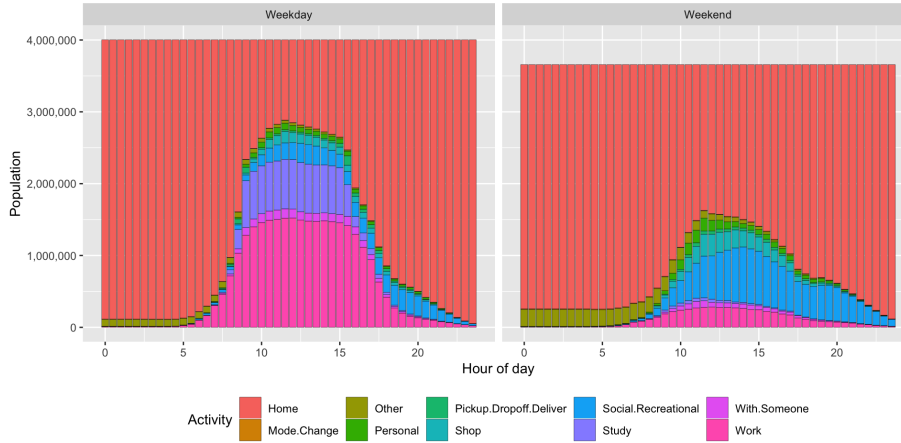 Weekday
Weekend
4,000,000
3,000,000
2,000,000
1,000,000
0
Population
0 5 10 15 20
0 5 10 15 20
Hour of day
Activity
Home Other Pickup.Dropoff.Deliver Social.Recreational With.Someone
Mode.Change Personal Shop Study Work